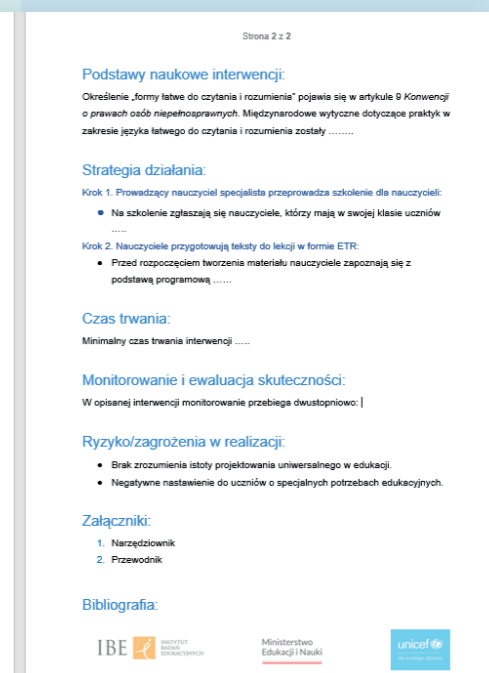 Strona 2 z 2
Podstawy naukowe interwencji:
Określenie „formy łatwe do czytania i rozumienia” pojawia się w artykule 9 Konwencji
o prawach osób niepełnosprawnych. Międzynarodowe wytyczne dotyczące praktyk w
zakresie języka łatwego do czytania i rozumienia zostały ........
Strategia działania:
Krok 1. Prowadzący nauczyciel specjalista przeprowadza szkolenie dla nauczycieli:
• Na szkolenie zgłaszają się nauczyciele, którzy mają w swojej klasie uczniów
.....
Krok 2. Nauczyciele przygotowują teksty do lekcji w formie ETR:
• Przed rozpoczęciem tworzenia materiału nauczyciele zapoznają się z
podstawą programową ......
Czas trwania:
Minimalny czas trwania interwencji .....
Monitorowanie i ewaluacja skuteczności:
W opisanej interwencji monitorowanie przebiega dwustopniowo:
Ryzyko/zagrożenia w realizacji:
• Brak zrozumienia istoty projektowania uniwersalnego w edukacji.
• Negatywne nastawienie do uczniów o specjalnych potrzebach edukacyjnych.
Załączniki:
1. Narzędziownik
2. Przewodnik
Bibliografia:
IBE
INSTYTUT
BADAŃ
EDUKACYJNYCH
Ministerstwo
Edukacji i Nauki
unicef